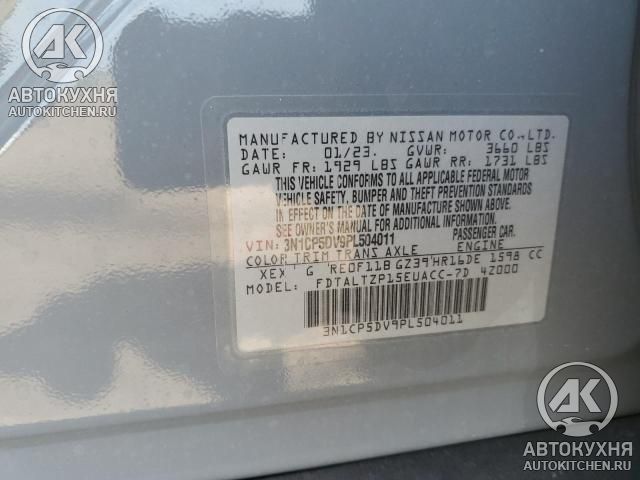 АК
АВТОКУХНЯ
AUTOKITCHEN.RU
MANUFACTURED BY NISSAN MOTOR CO., LTD.
DATE: 01/23. GVWR: 3660 LBS
GAWR FR: 1929 LBS GAWR RR: 1731 LBS
THIS VEHICLE CONFORMS TO ALL APPLICABLE FEDERAL MOTOR
VEHICLE SAFETY, BUMPER AND THEFT PREVENTION STANDARDS
IN EFFECT ON THE DATE OF MANUFACTURE SHOWN ABOVE.
SEE OWNER'S MANUAL FOR ADDITIONAL INFORMATION
VIN: 3N1CP5DV9PL504011 PASSENGER CAR.
COLOR TRIM TRANS AXLE ENGINE
XEX G RE0F11B GZ39 HR16DE 1598 CC
MODEL: FDTALTZP15EUACC-7D 4Z000
3N1CP5DV9PL504011
АК
АВТОКУХНЯ
AUTOKITCHEN.RU